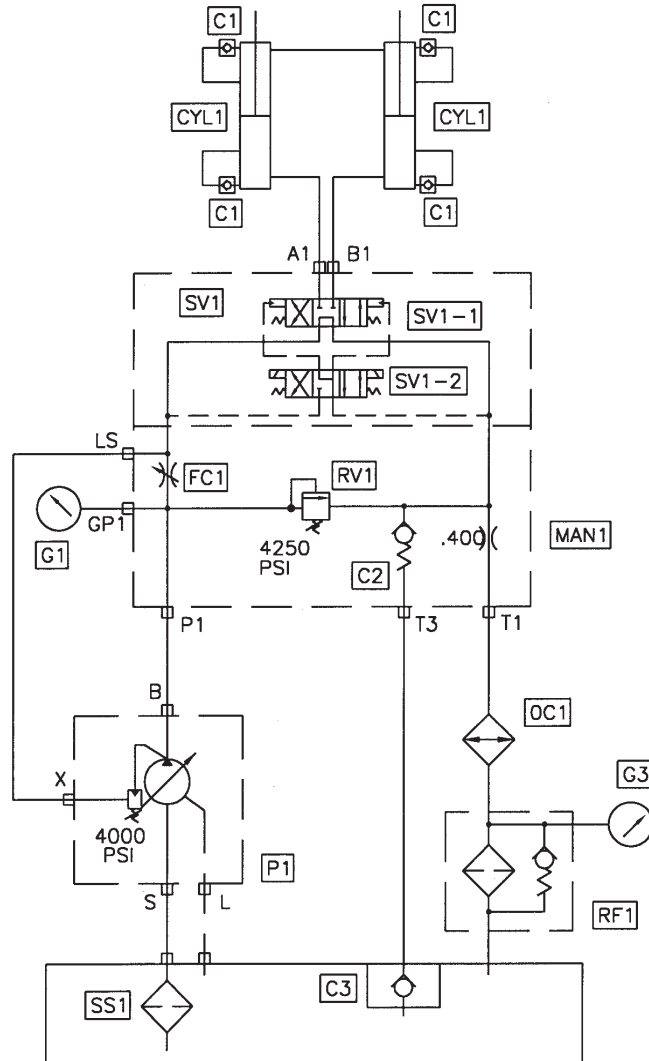 C1 C1
CYL1 CYL1
C1 C1
A1 B1
SV1 SV1-1
SV1-2
LS
FC1 RV1
GP1
G1 4250
PSI
C2 .400 MAN1
P1 T3 T1
B
OC1
X G3
4000
PSI
P1
S L RF1
SS1 C3